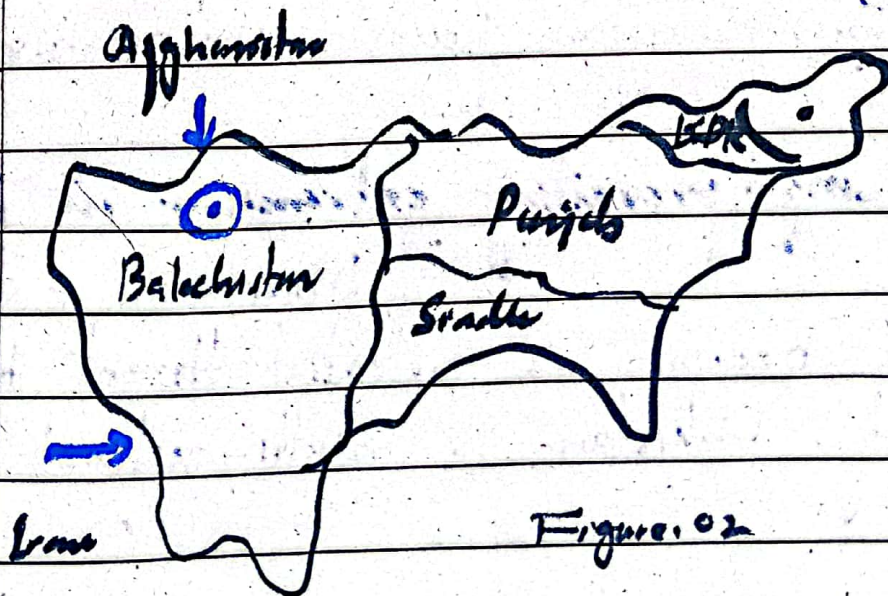 Afghanistan
KPK
Punjab
Balochistan
Sindh
Iran
Figure. 02